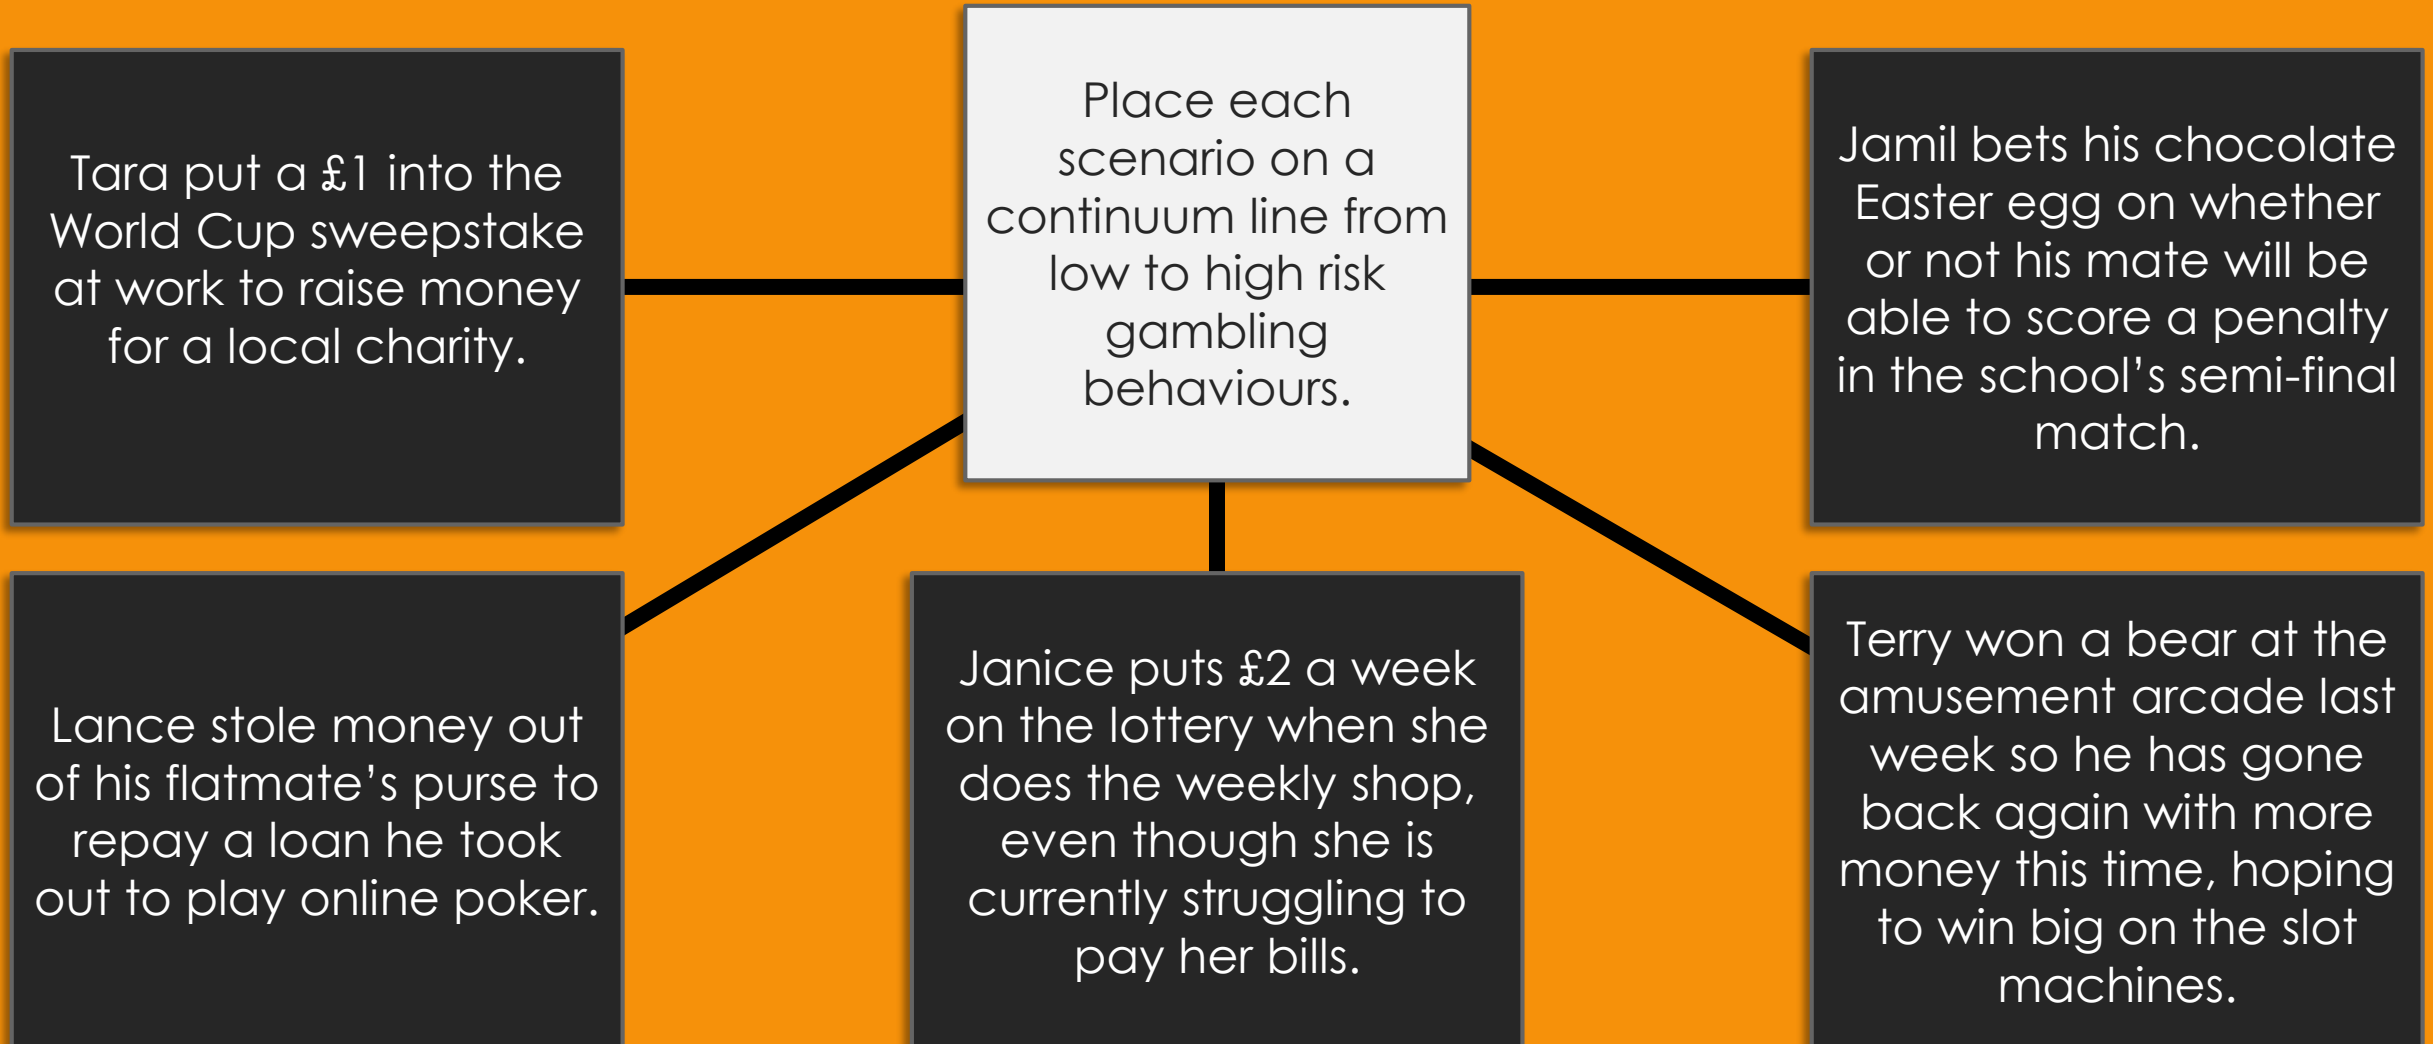 Tara put a £1 into the
World Cup sweepstake
at work to raise money
for a local charity.
Place each
scenario on a
continuum line from
low to high risk
gambling
behaviours.
Jamil bets his chocolate
Easter egg on whether
or not his mate will be
able to score a penalty
in the school’s semi-final
match.
Lance stole money out
of his flatmate’s purse to
repay a loan he took
out to play online poker.
Janice puts £2 a week
on the lottery when she
does the weekly shop,
even though she is
currently struggling to
pay her bills.
Terry won a bear at the
amusement arcade last
week so he has gone
back again with more
money this time, hoping
to win big on the slot
machines.